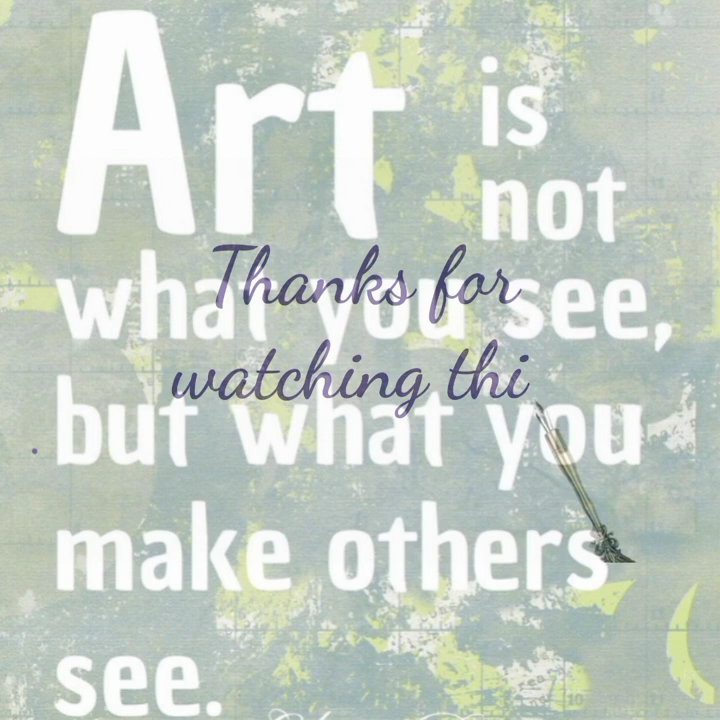 Art is
not
what you see,
but what you
make others
see.
Thanks for
watching thi